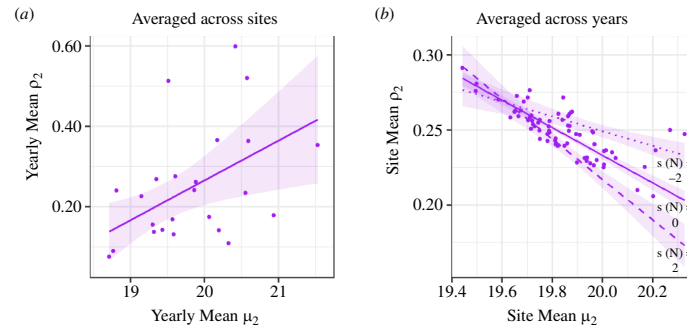 (a) Averaged across sites
0.60
0.40
0.20
Yearly Mean ρ2
19 20 21
Yearly Mean μ2
(b) Averaged across years
0.30
0.25
0.20
Site Mean ρ2
s (N) =
−2
s (N) =
0
s (N) =
2
19.4 19.6 19.8 20.0 20.2
Site Mean μ2